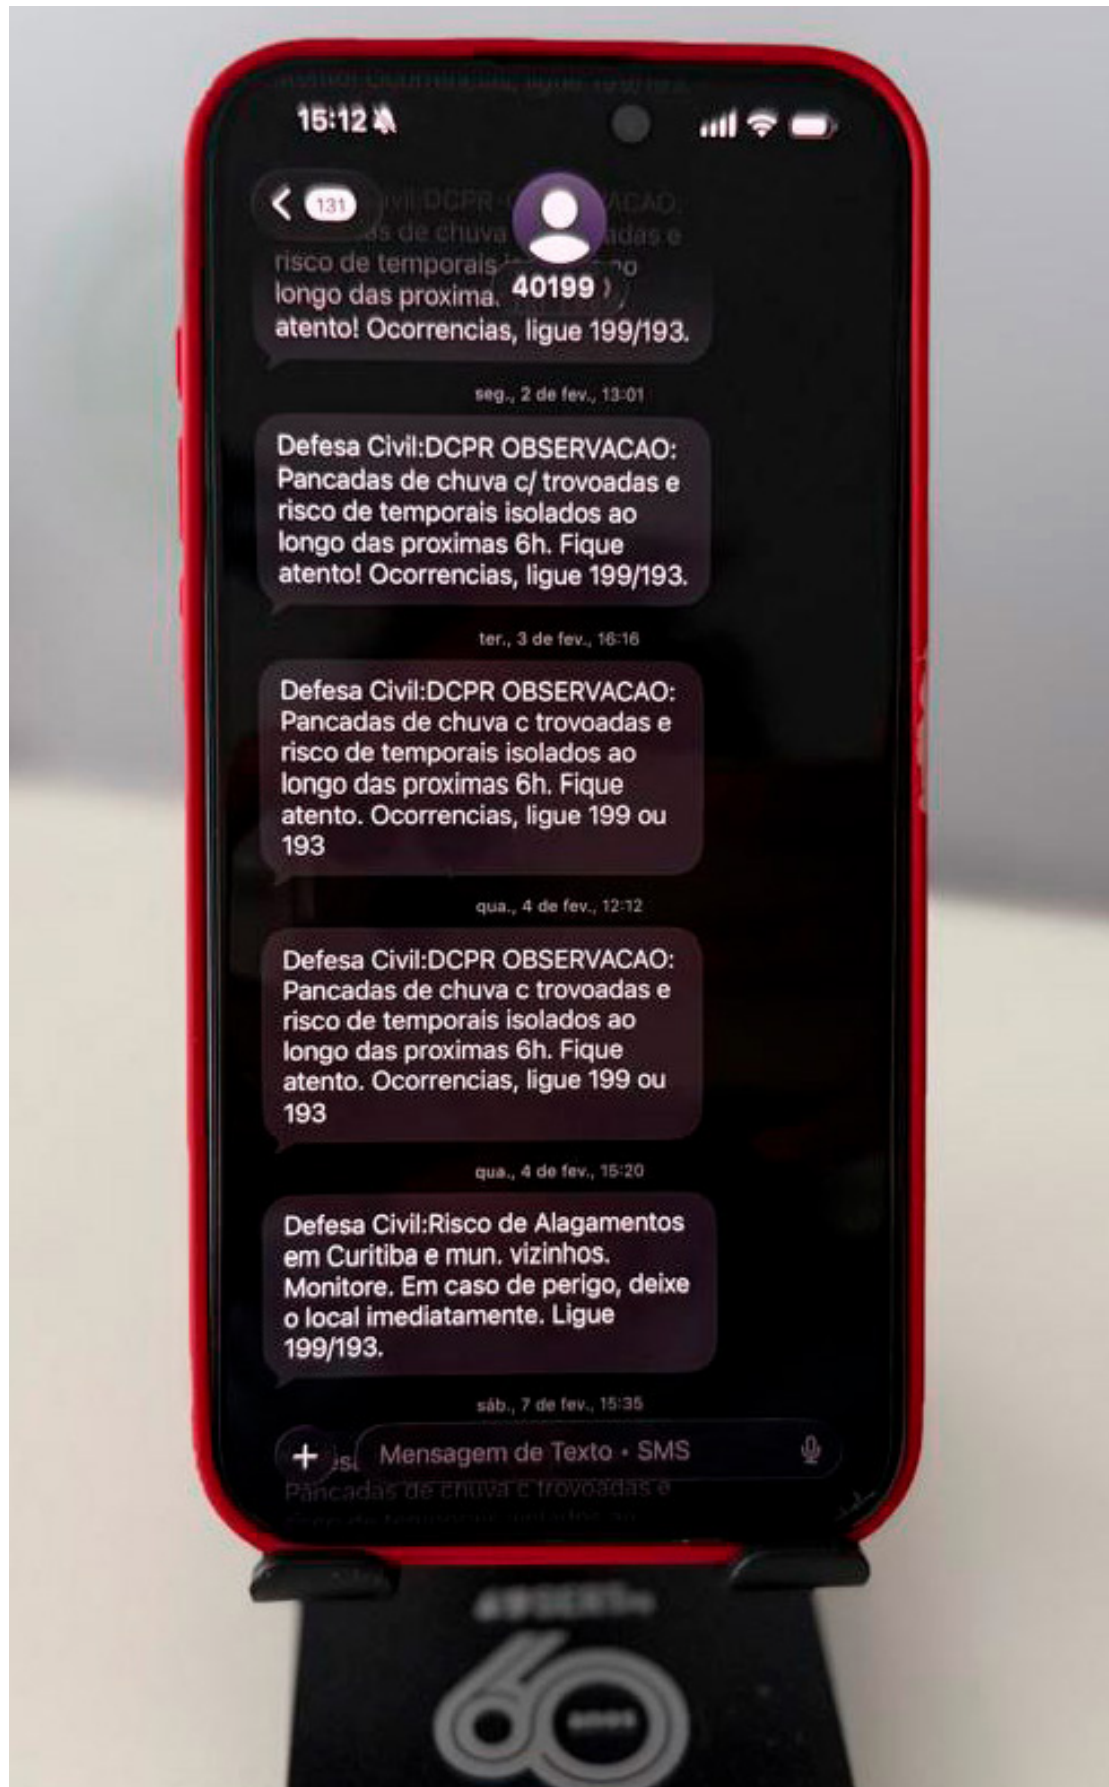 15:12
131
40199
risco de temporais
longo das proxima.
atento! Ocorrencias, ligue 199/193.
seg., 2 de fev., 13:01
Defesa Civil:DCPR OBSERVACAO:
Pancadas de chuva c/ trovoadas e
risco de temporais isolados ao
longo das proximas 6h. Fique
atento! Ocorrencias, ligue 199/193.
ter., 3 de fev., 16:16
Defesa Civil:DCPR OBSERVACAO:
Pancadas de chuva c trovoadas e
risco de temporais isolados ao
longo das proximas 6h. Fique
atento. Ocorrencias, ligue 199 ou
193
qua., 4 de fev., 12:12
Defesa Civil:DCPR OBSERVACAO:
Pancadas de chuva c trovoadas e
risco de temporais isolados ao
longo das proximas 6h. Fique
atento. Ocorrencias, ligue 199 ou
193
qua., 4 de fev., 15:20
Defesa Civil:Risco de Alagamentos
em Curitiba e mun. vizinhos.
Monitore. Em caso de perigo, deixe
o local imediatamente. Ligue
199/193.
sáb., 7 de fev., 15:35
Mensagem de Texto • SMS
Pancadas de chuva c trovoadas e
60
anos